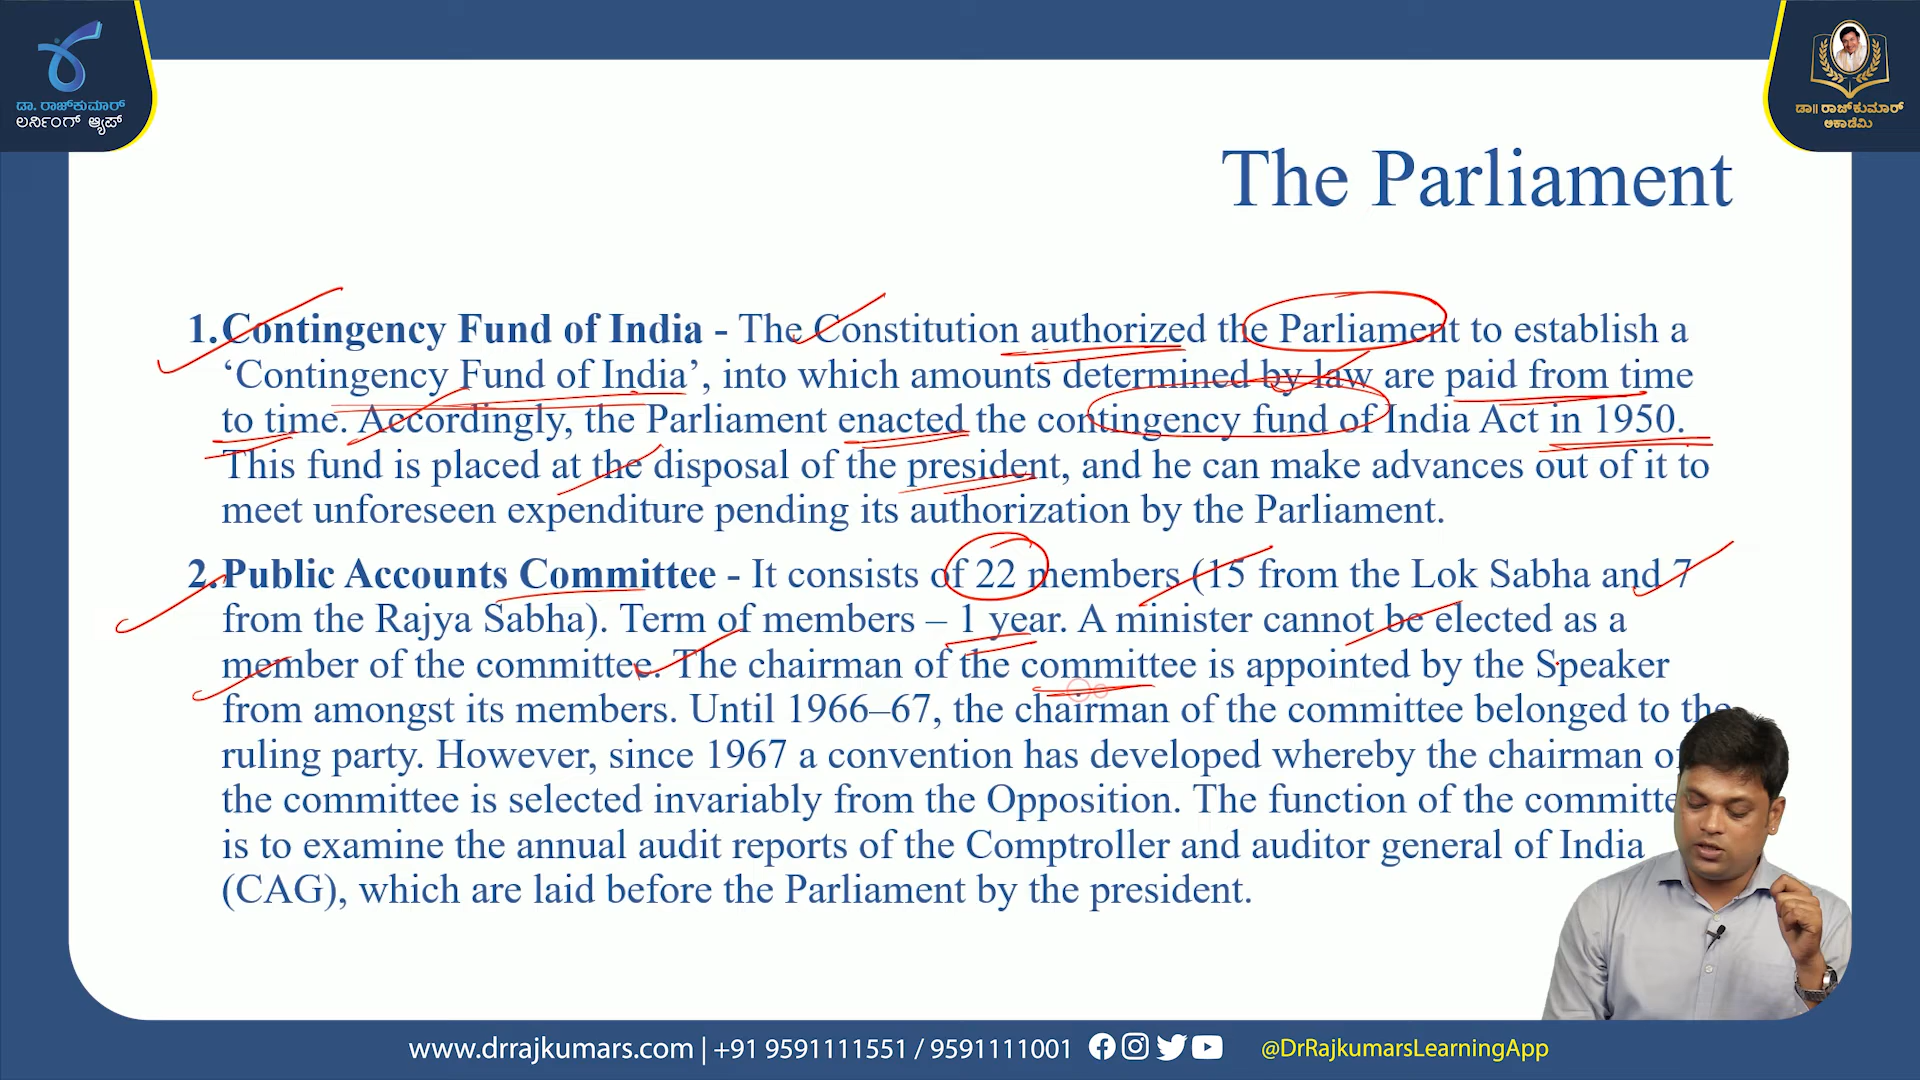 ಡಾ. ರಾಜ್‌ಕುಮಾರ್
ಲರ್ನಿಂಗ್ ಆ್ಯಪ್
ಡಾ|| ರಾಜ್‌ಕುಮಾರ್
ಅಕಾಡೆಮಿ
The Parliament
1.Contingency Fund of India - The Constitution authorized the Parliament to establish a
‘Contingency Fund of India’, into which amounts determined by law are paid from time
to time. Accordingly, the Parliament enacted the contingency fund of India Act in 1950.
This fund is placed at the disposal of the president, and he can make advances out of it to
meet unforeseen expenditure pending its authorization by the Parliament.
2.Public Accounts Committee - It consists of 22 members (15 from the Lok Sabha and 7
from the Rajya Sabha). Term of members – 1 year. A minister cannot be elected as a
member of the committee. The chairman of the committee is appointed by the Speaker
from amongst its members. Until 1966–67, the chairman of the committee belonged to the
ruling party. However, since 1967 a convention has developed whereby the chairman of
the committee is selected invariably from the Opposition. The function of the committe
is to examine the annual audit reports of the Comptroller and auditor general of India
(CAG), which are laid before the Parliament by the president.
www.drrajkumars.com | +91 9591111551 / 9591111001 @DrRajkumarsLearningApp